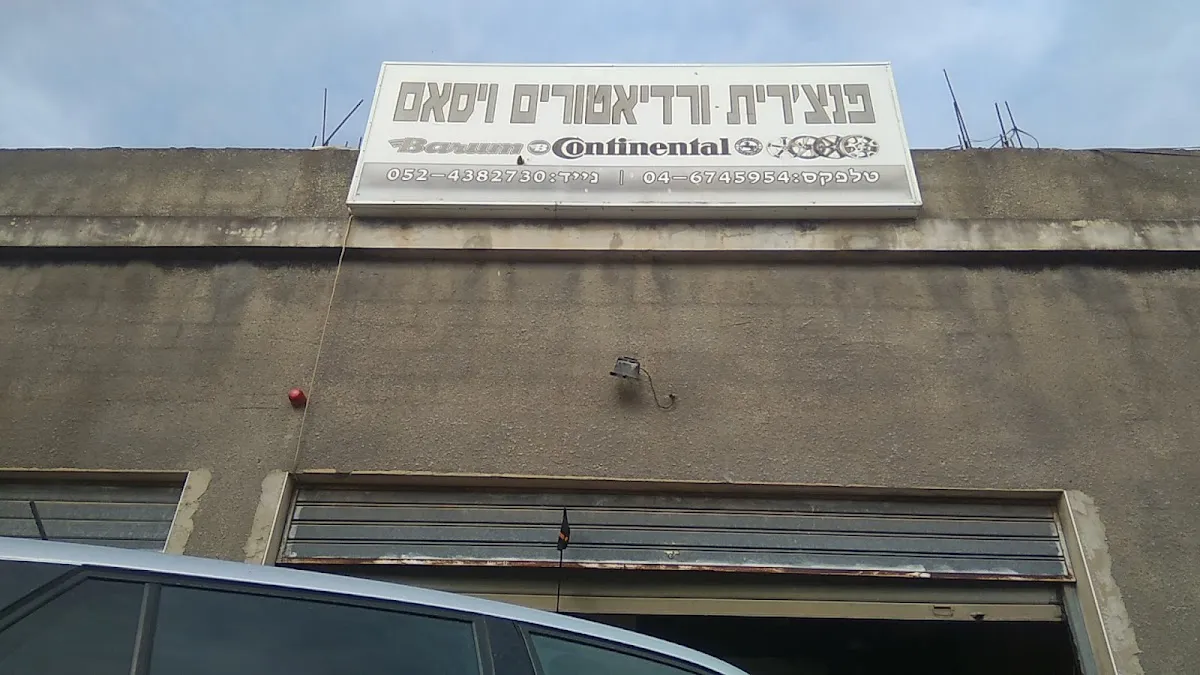 פנצ'רית ורדיאטורים ויסאם
Barum B Continental
טלפקס: 04-6745954 | נייד: 052-4382730